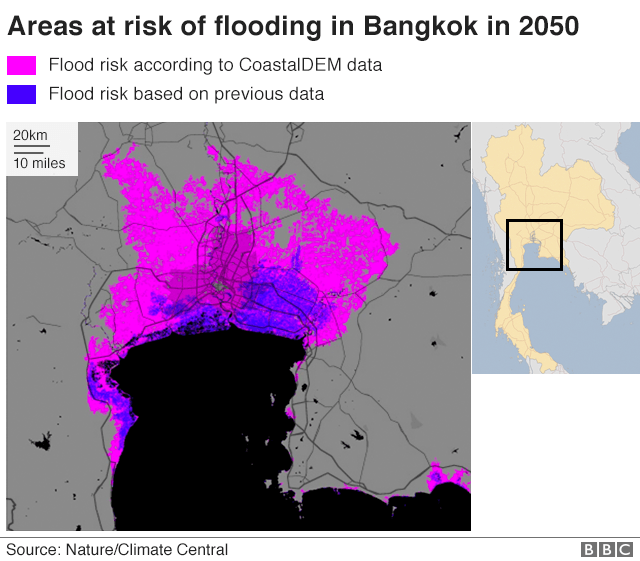 Areas at risk of flooding in Bangkok in 2050
Flood risk according to CoastalDEM data
Flood risk based on previous data
20km
10 miles
Source: Nature/Climate Central
BBC